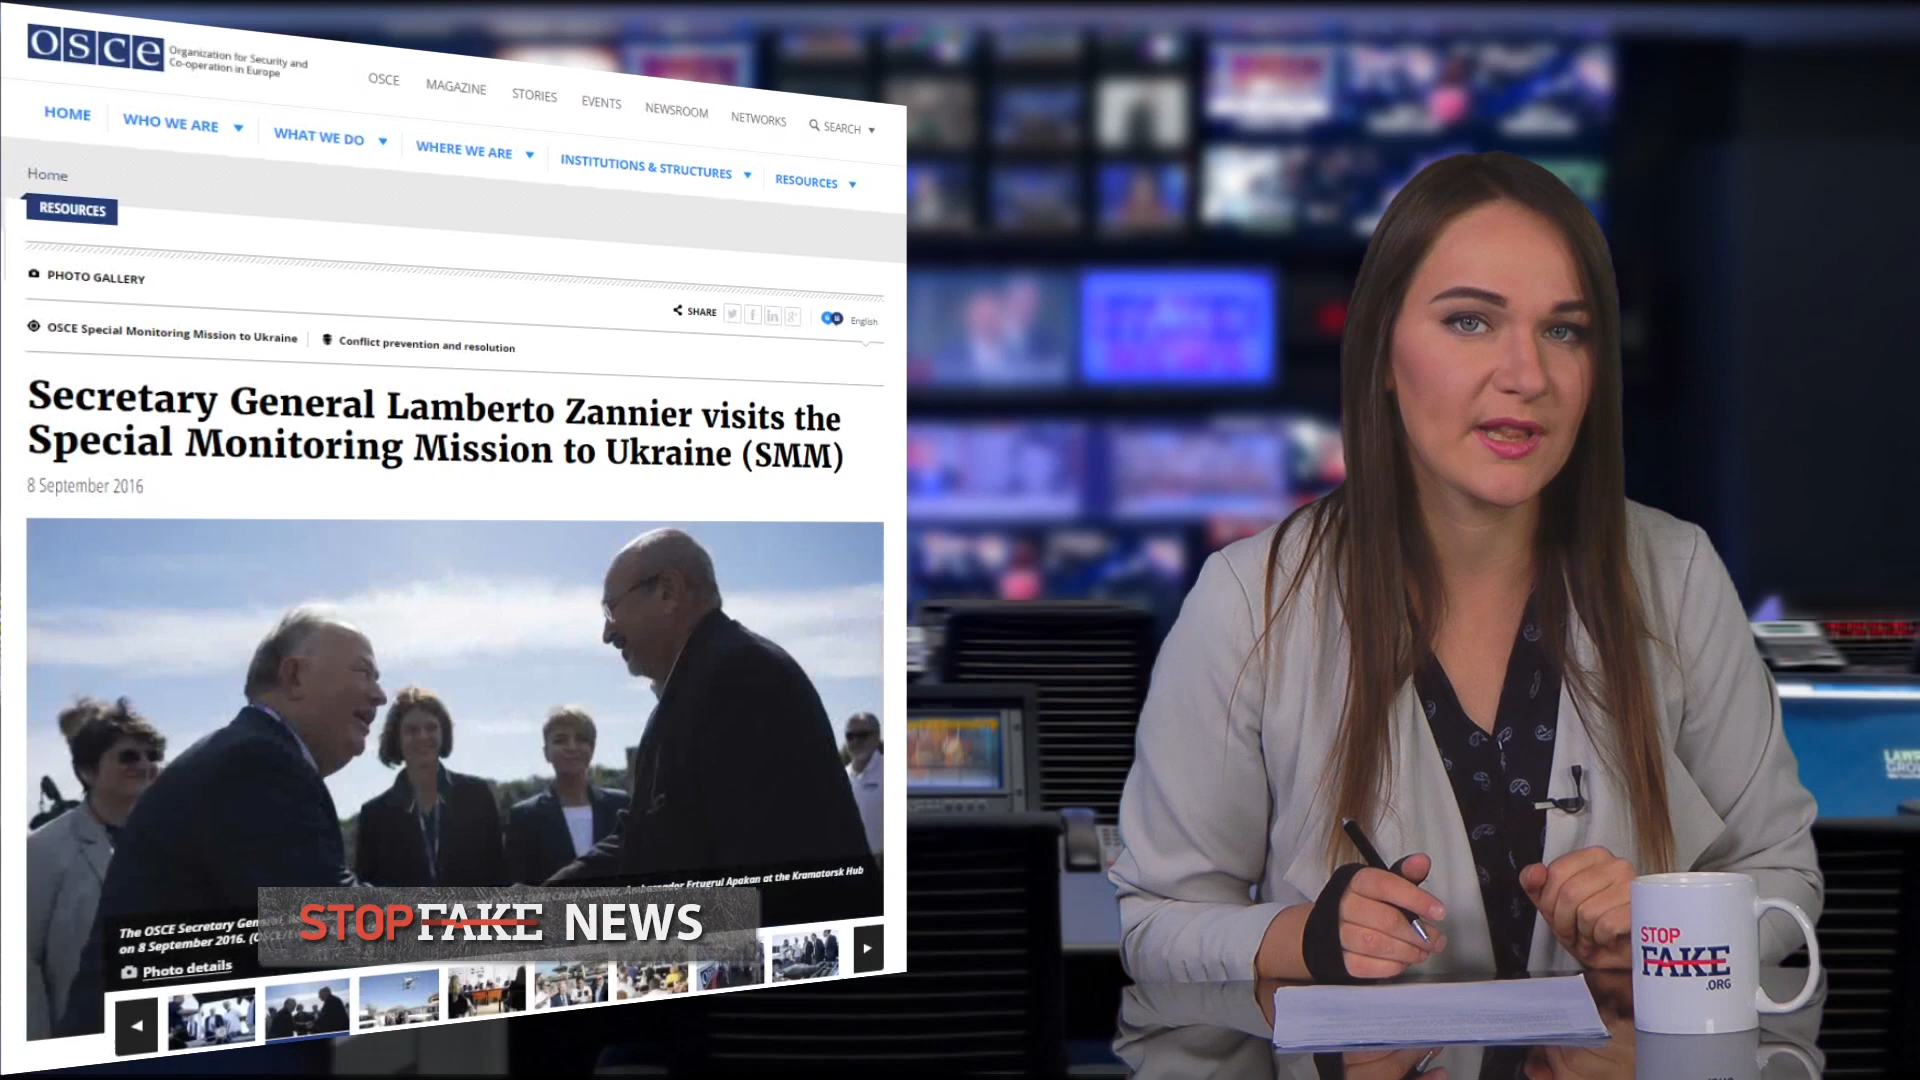 OSCE Organization for Security and
Co-operation in Europe
OSCE MAGAZINE STORIES EVENTS NEWSROOM NETWORKS SEARCH
HOME WHO WE ARE WHAT WE DO WHERE WE ARE INSTITUTIONS & STRUCTURES RESOURCES
Home
RESOURCES
PHOTO GALLERY
SHARE English
OSCE Special Monitoring Mission to Ukraine Conflict prevention and resolution
Secretary General Lamberto Zannier visits the
Special Monitoring Mission to Ukraine (SMM)
8 September 2016
The OSCE Secretary Ambassador Ertugrul Apakan at the Kramatorsk Hub
on 8 September 2016.
Photo details
STOPFAKE NEWS
STOP
FAKE
.ORG